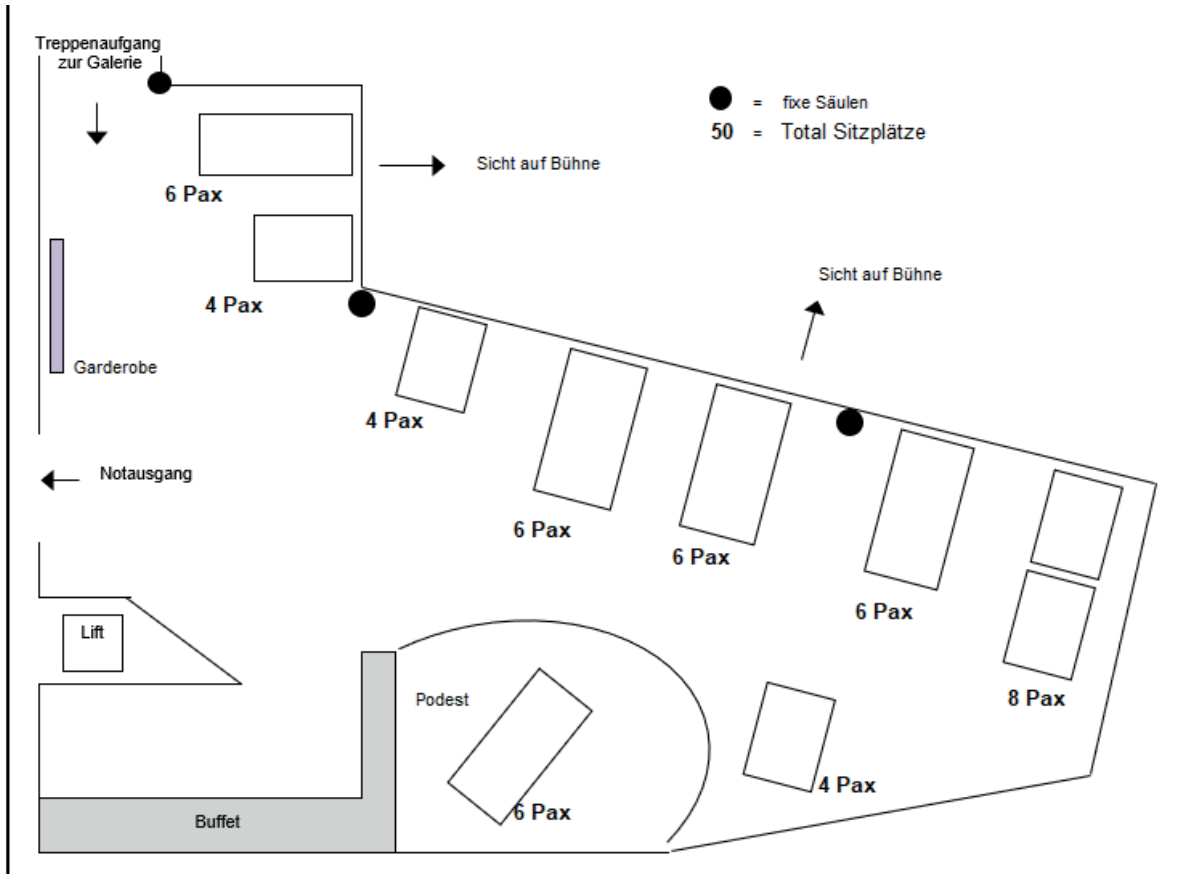 Treppenaufgang
zur Galerie
= fixe Säulen
50 = Total Sitzplätze
Sicht auf Bühne
6 Pax
Sicht auf Bühne
4 Pax
Garderobe
4 Pax
Notausgang
6 Pax
6 Pax
6 Pax
Lift
8 Pax
Podest
4 Pax
6 Pax
Buffet